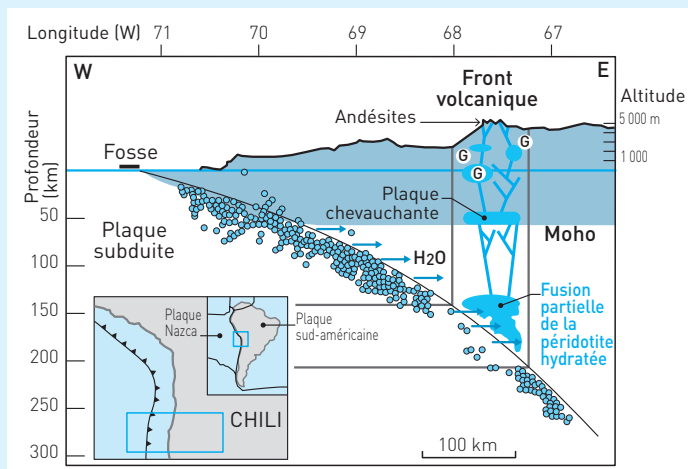 Longitude (W)
71
70
69
68
67
W
E
Front
volcanique
Altitude
Andésites
5 000 m
1 000
G
G
G
Fosse
Profondeur
(km)
Plaque
chevauchante
Moho
Plaque
subduite
H2O
50
100
150
200
250
300
Fusion
partielle
de la
péridotite
hydratée
Plaque
Nazca
Plaque
sud-américaine
CHILI
100 km